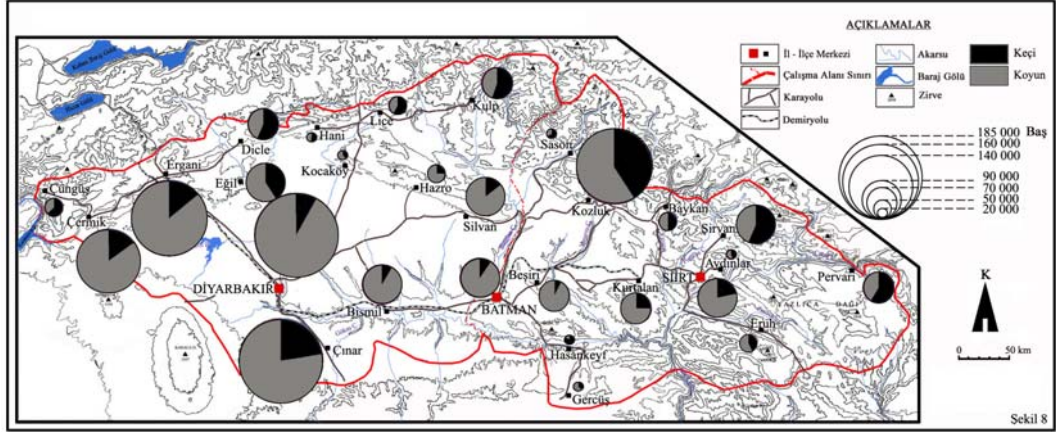 AÇIKLAMALAR
İl - İlçe Merkezi
Çalışma Alanı Sınırı
Karayolu
Demiryolu
Akarsu
Baraj Gölü
Zirve
Keçi
Koyun
185 000 Baş
160 000
140 000
90 000
70 000
50 000
20 000
Kulp
Lice
Hani
Dicle
Sason
Ergani
Kocaköy
Eğil
Hazro
Çüngüş
Çermik
Silvan
Kozluk
Baykan
Şirvan
Aydınlar
Pervari
SİİRT
DİYARBAKIR
Bismil
BATMAN
Beşiri
Kurtalan
YAZLICA DAĞI
Eruh
Çınar
Hasankeyf
Gercüş
K
0 50 km
Şekil 8